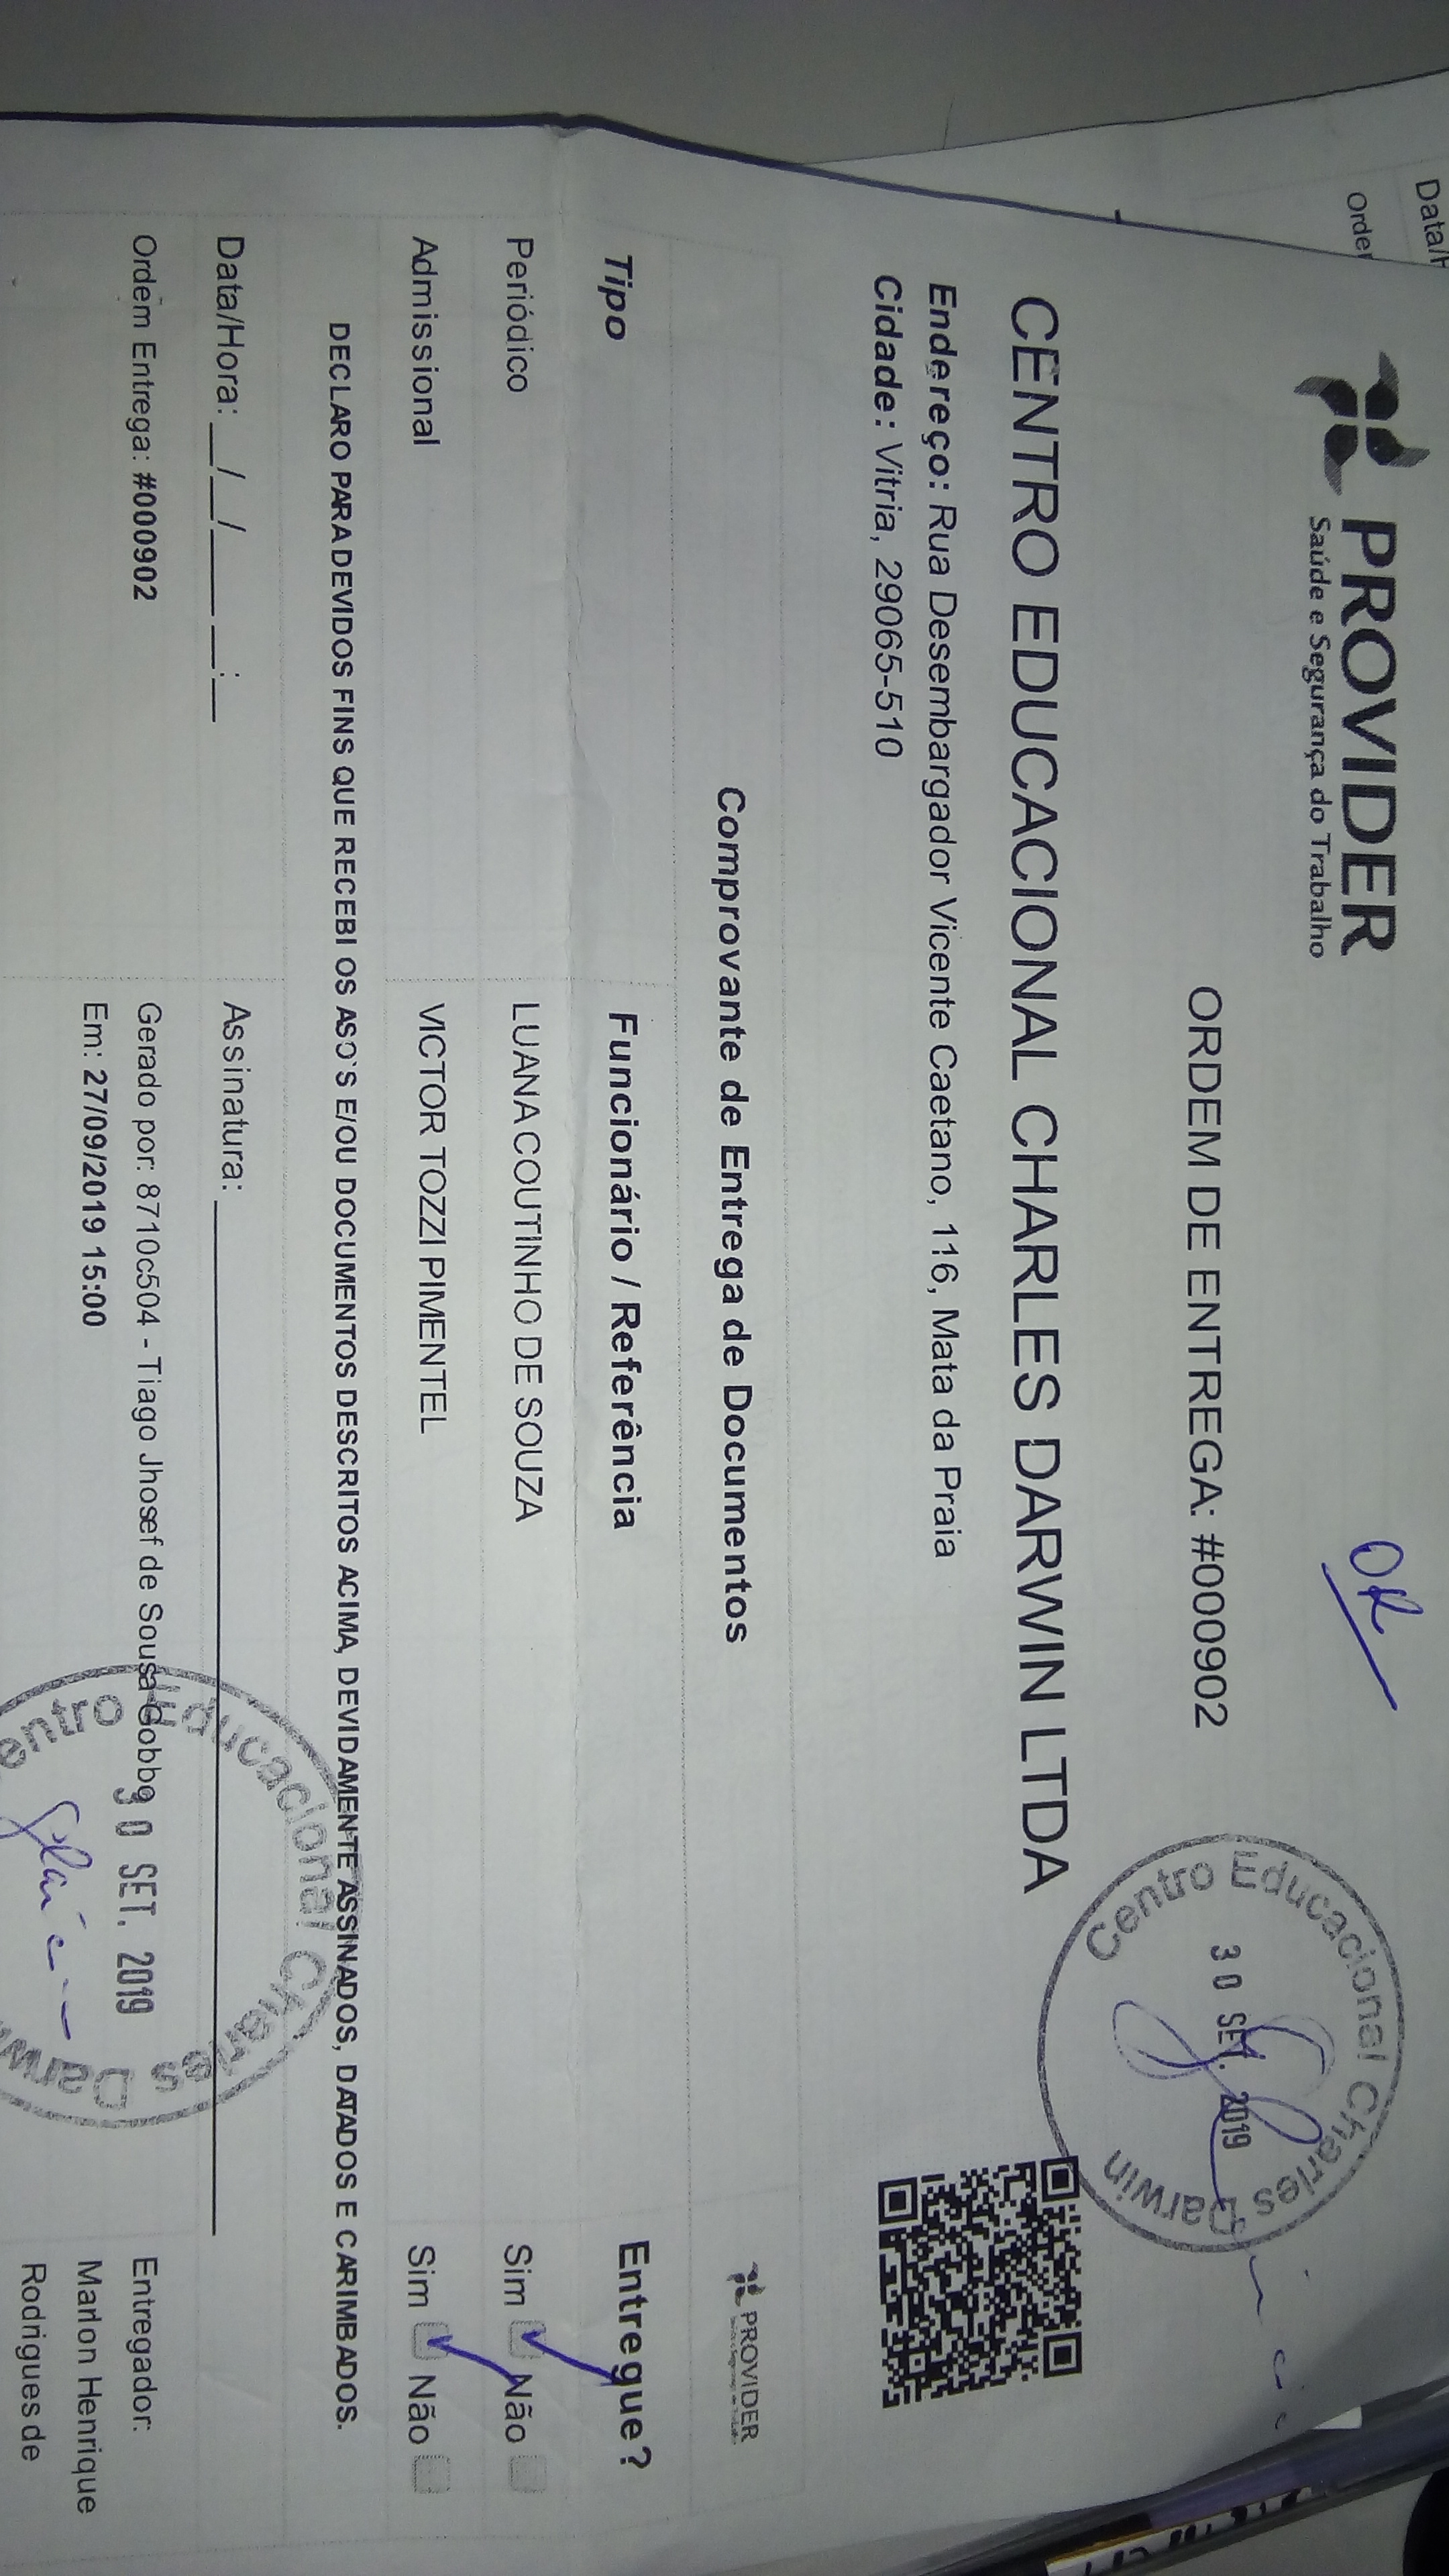 Data/H
Order
PROVIDER
Saúde e Segurança do Trabalho
OK
ORDEM DE ENTREGA: #000902
Centro Educacional Charles Darwin
30 SET. 2019
CENTRO EDUCACIONAL CHARLES DARWIN LTDA
Endereço: Rua Desembargador Vicente Caetano, 116, Mata da Praia
Cidade: Vitria, 29065-510
Comprovante de Entrega de Documentos
PROVIDER
Tipo Funcionário / Referência Entregue?
Periódico LUANA COUTINHO DE SOUZA Sim Não
Admissional VICTOR TOZZI PIMENTEL Sim Não
DECLARO PARA DEVIDOS FINS QUE RECEBI OS ASO'S E/OU DOCUMENTOS DESCRITOS ACIMA, DEVIDAMENTE ASSINADOS, DATADOS E CARIMBADOS.
Data/Hora: __/__/____ __:__ Assinatura:
Ordem Entrega: #000902 Gerado por: 8710c504 - Tiago Jhosef de Sousa Entregador:
Em: 27/09/2019 15:00 Marlon Henrique
Rodrigues de
entro Educacional Charles Darw
30 SET. 2019